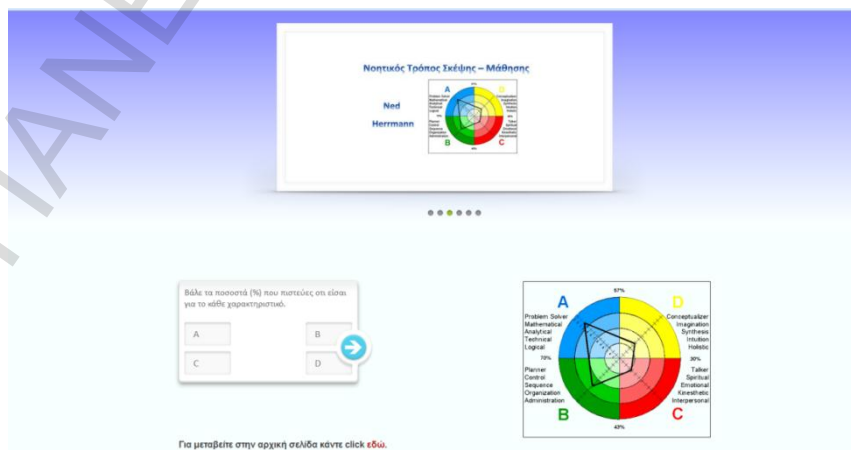 Νοητικός Τρόπος Σκέψης – Μάθησης
Ned
Herrmann
A
D
B
C
Βάλε τα ποσοστά (%) που πιστεύεις οτι είσαι
για το κάθε χαρακτηριστικό.
A
B
C
D
57%
A
D
Problem Solver
Mathematical
Analytical
Technical
Logical
Conceptualizer
Imagination
Synthesis
Intuition
Holistic
70%
30%
Planner
Control
Sequence
Organization
Administration
Talker
Spiritual
Emotional
Kinesthetic
Interpersonal
B
C
43%
Για μεταβείτε στην αρχική σελίδα κάντε click εδώ.